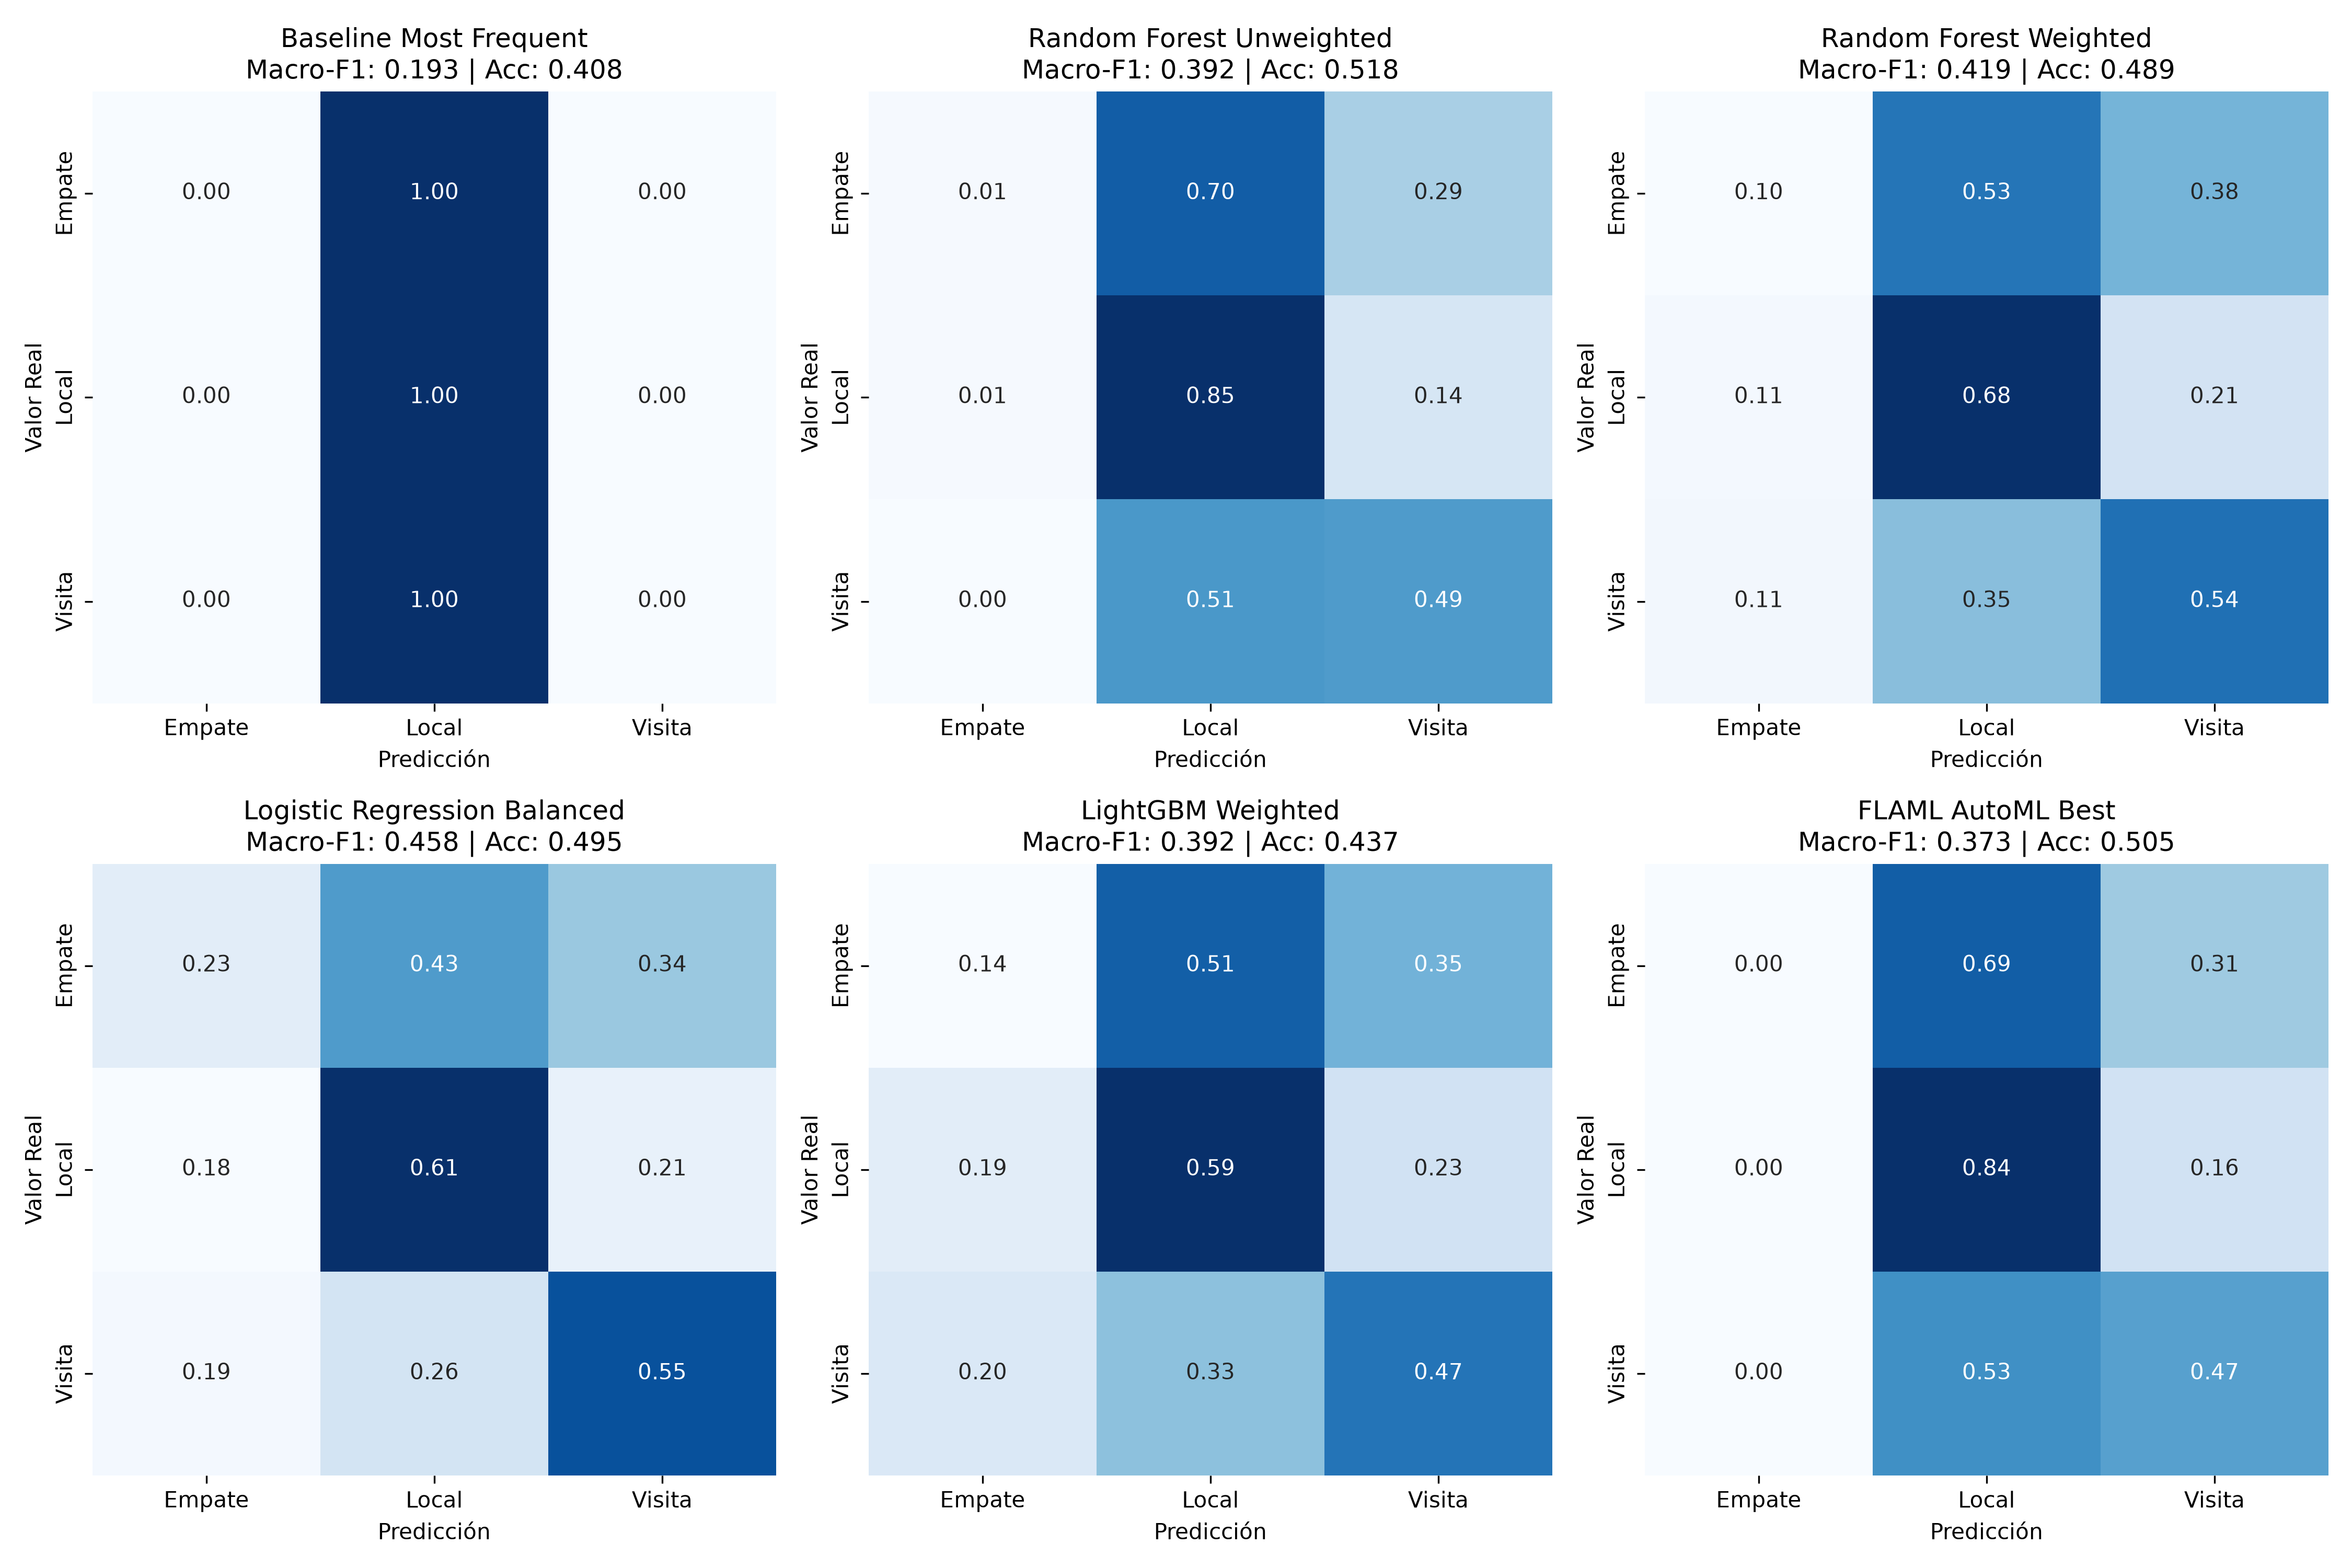 Baseline Most Frequent
Macro-F1: 0.193 | Acc: 0.408
Valor Real
Empate
0.00 1.00 0.00
Local
0.00 1.00 0.00
Visita
0.00 1.00 0.00
Empate Local Visita
Predicción
Random Forest Unweighted
Macro-F1: 0.392 | Acc: 0.518
Valor Real
Empate
0.01 0.70 0.29
Local
0.01 0.85 0.14
Visita
0.00 0.51 0.49
Empate Local Visita
Predicción
Random Forest Weighted
Macro-F1: 0.419 | Acc: 0.489
Valor Real
Empate
0.10 0.53 0.38
Local
0.11 0.68 0.21
Visita
0.11 0.35 0.54
Empate Local Visita
Predicción
Logistic Regression Balanced
Macro-F1: 0.458 | Acc: 0.495
Valor Real
Empate
0.23 0.43 0.34
Local
0.18 0.61 0.21
Visita
0.19 0.26 0.55
Empate Local Visita
Predicción
LightGBM Weighted
Macro-F1: 0.392 | Acc: 0.437
Valor Real
Empate
0.14 0.51 0.35
Local
0.19 0.59 0.23
Visita
0.20 0.33 0.47
Empate Local Visita
Predicción
FLAML AutoML Best
Macro-F1: 0.373 | Acc: 0.505
Valor Real
Empate
0.00 0.69 0.31
Local
0.00 0.84 0.16
Visita
0.00 0.53 0.47
Empate Local Visita
Predicción